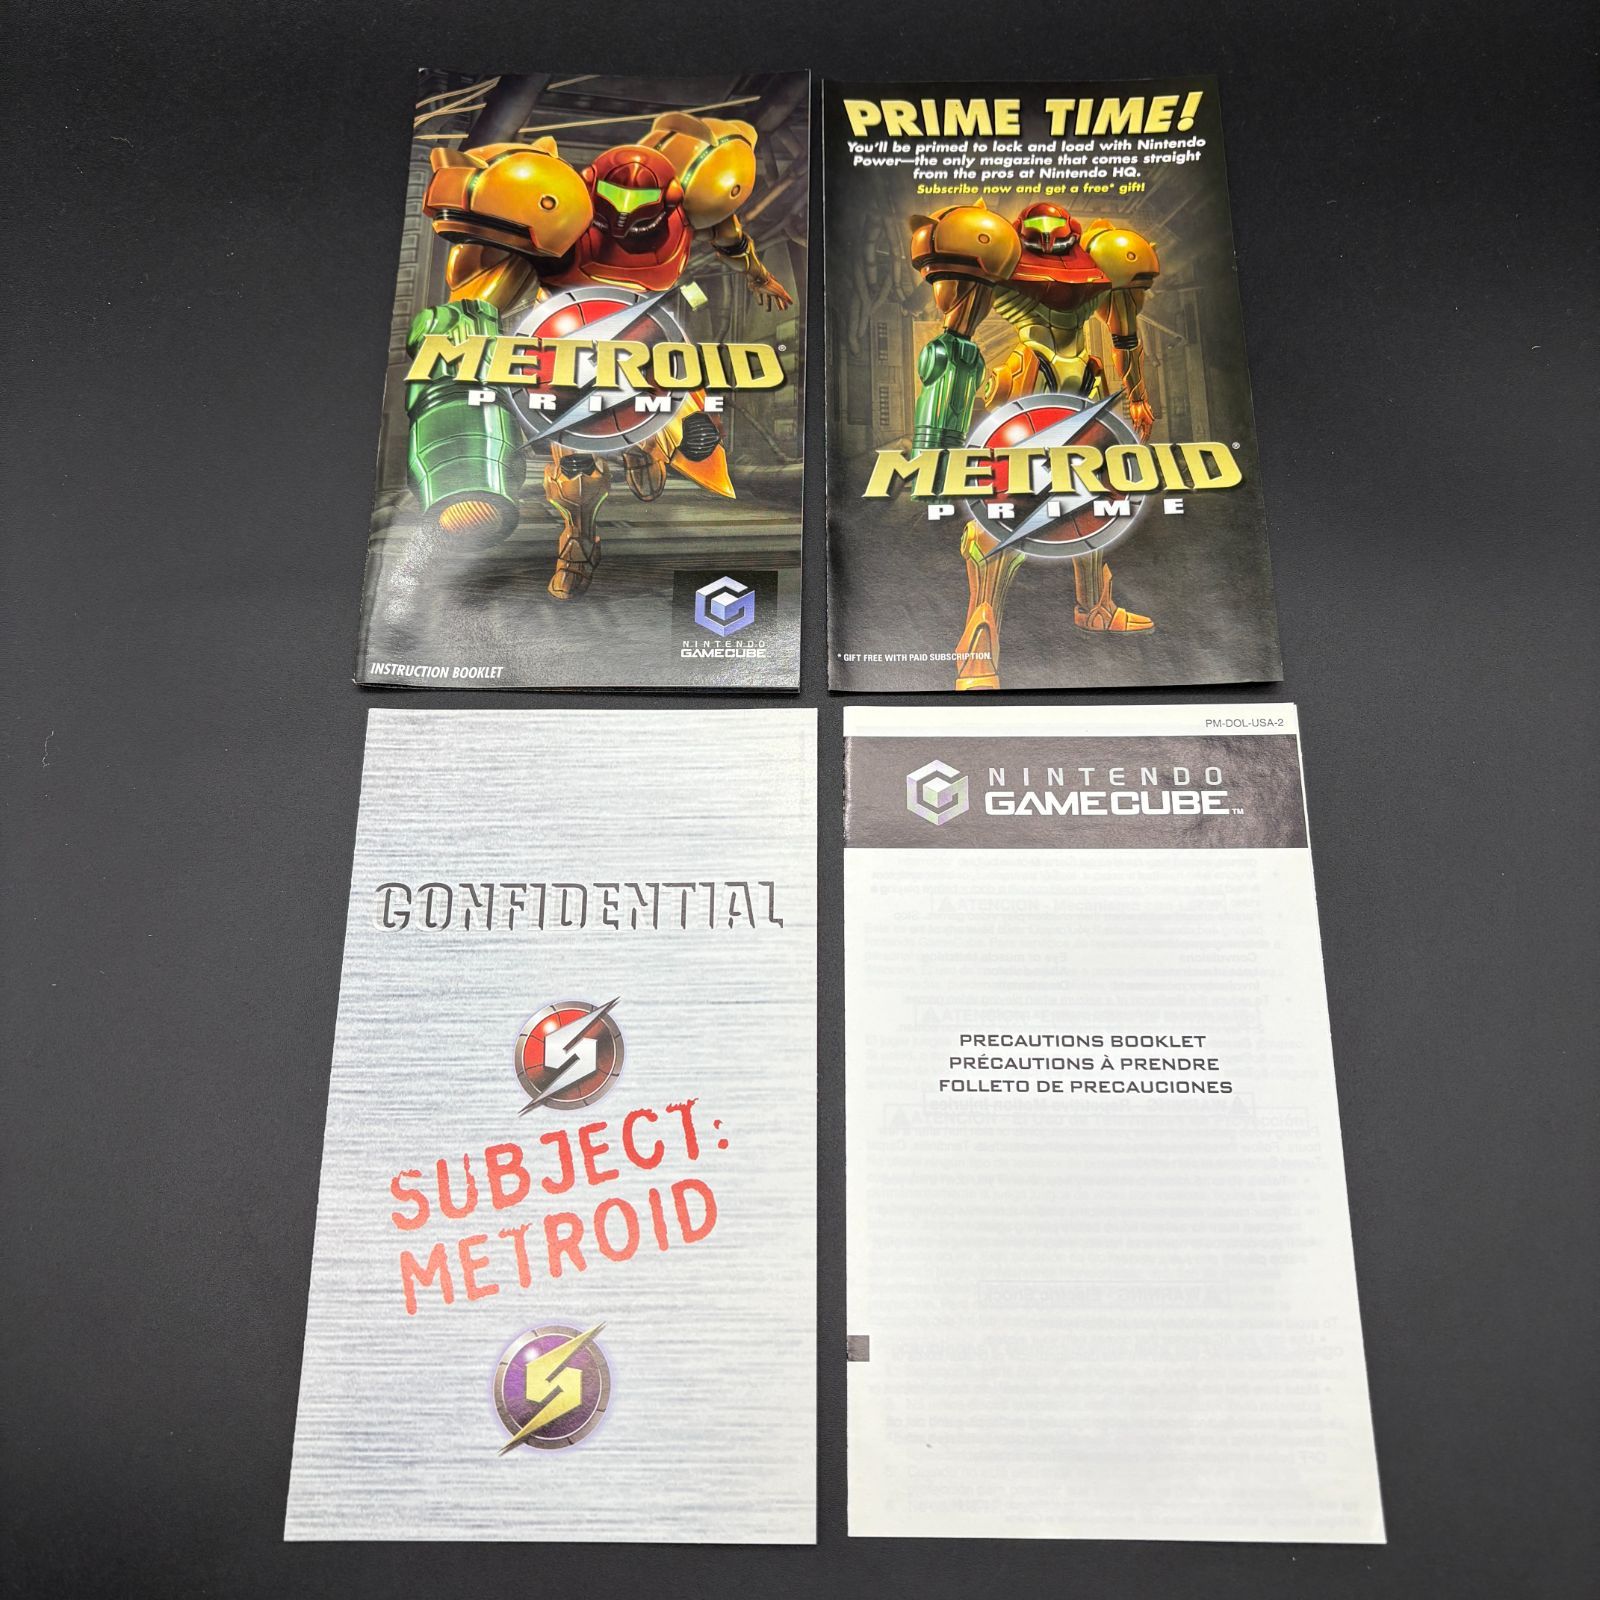 METROID®
PRIME
NINTENDO
GAMECUBE™
INSTRUCTION BOOKLET
PRIME TIME!
You'll be primed to lock and load with Nintendo
Power—the only magazine that comes straight
from the pros at Nintendo HQ.
Subscribe now and get a free* gift!
METROID®
PRIME
* GIFT FREE WITH PAID SUBSCRIPTION.
CONFIDENTIAL
SUBJECT:
METROID
PM-DOL-USA-2
NINTENDO
GAMECUBE™
PRECAUTIONS BOOKLET
PRÉCAUTIONS À PRENDRE
FOLLETO DE PRECAUCIONES